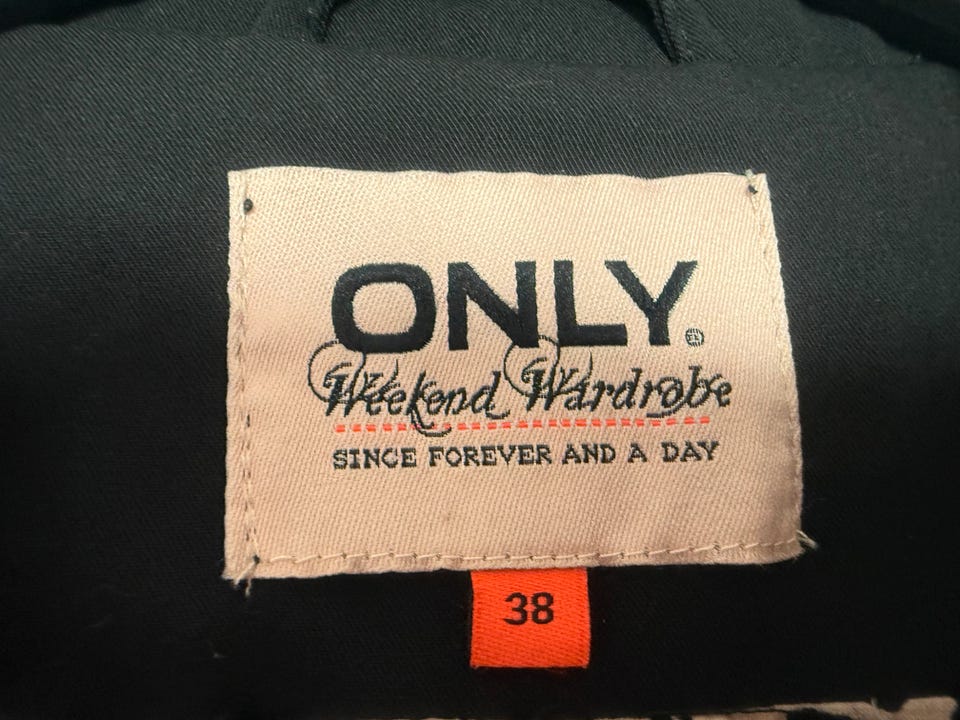 ONLY®
Weekend Wardrobe
SINCE FOREVER AND A DAY
38